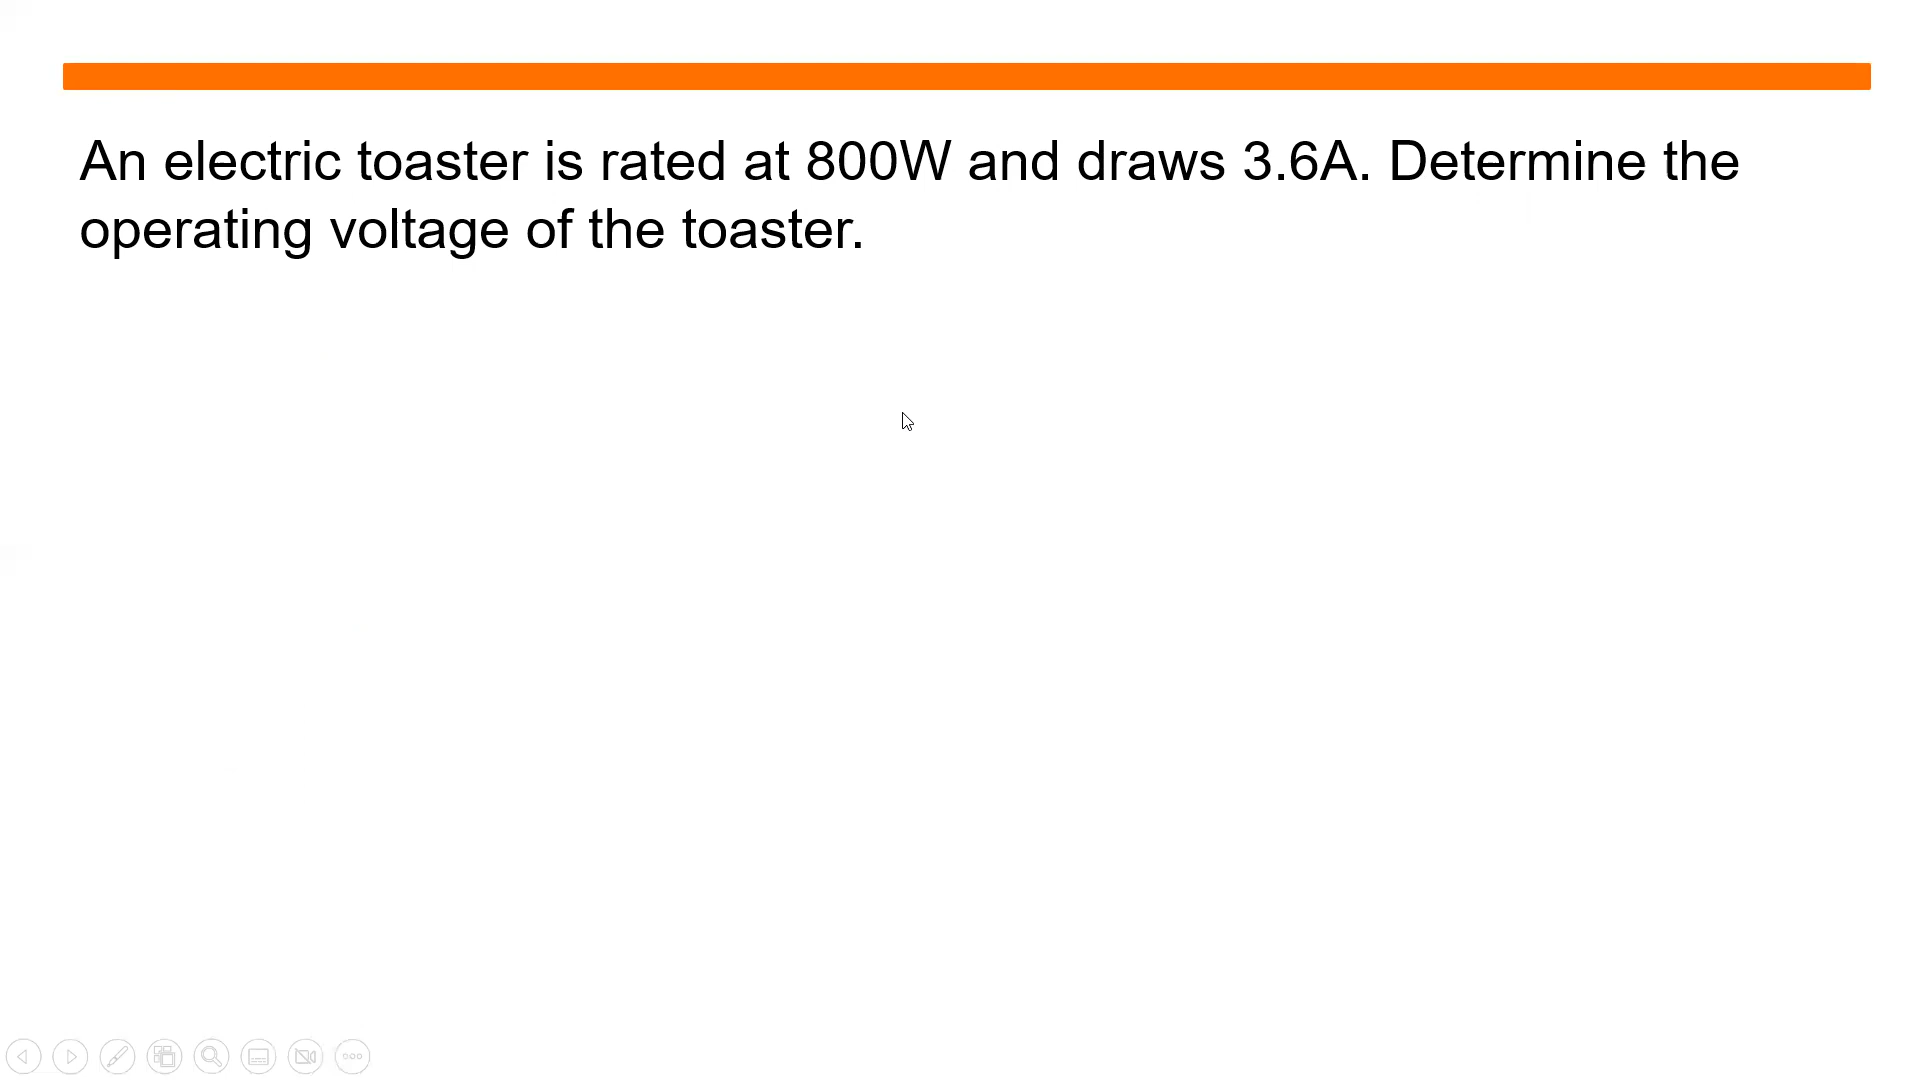 An electric toaster is rated at 800W and draws 3.6A. Determine the
operating voltage of the toaster.